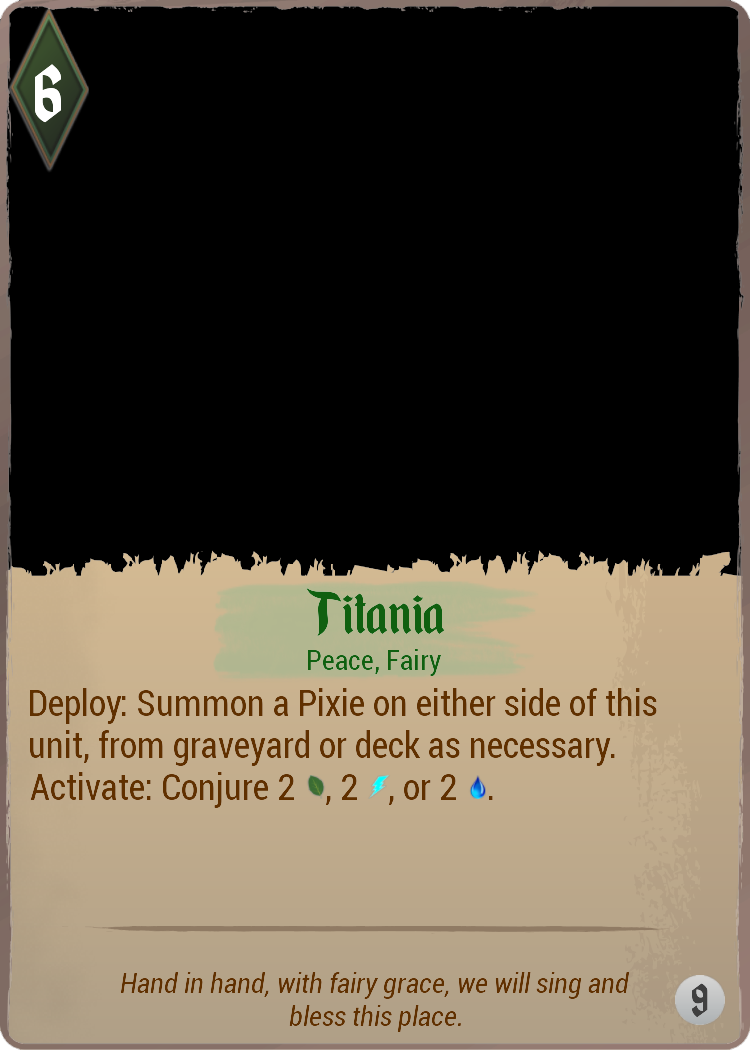 6
Titania
Peace, Fairy
Deploy: Summon a Pixie on either side of this
unit, from graveyard or deck as necessary.
Activate: Conjure 2 , 2 , or 2 .
Hand in hand, with fairy grace, we will sing and
bless this place.
9